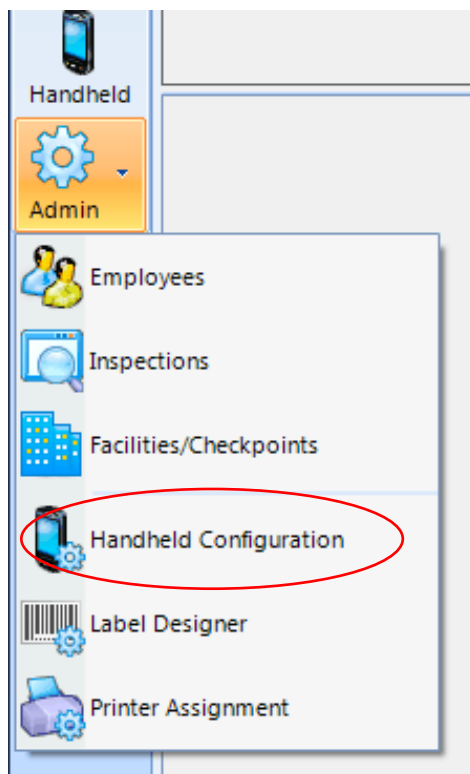 Handheld
Admin
Employees
Inspections
Facilities/Checkpoints
Handheld Configuration
Label Designer
Printer Assignment